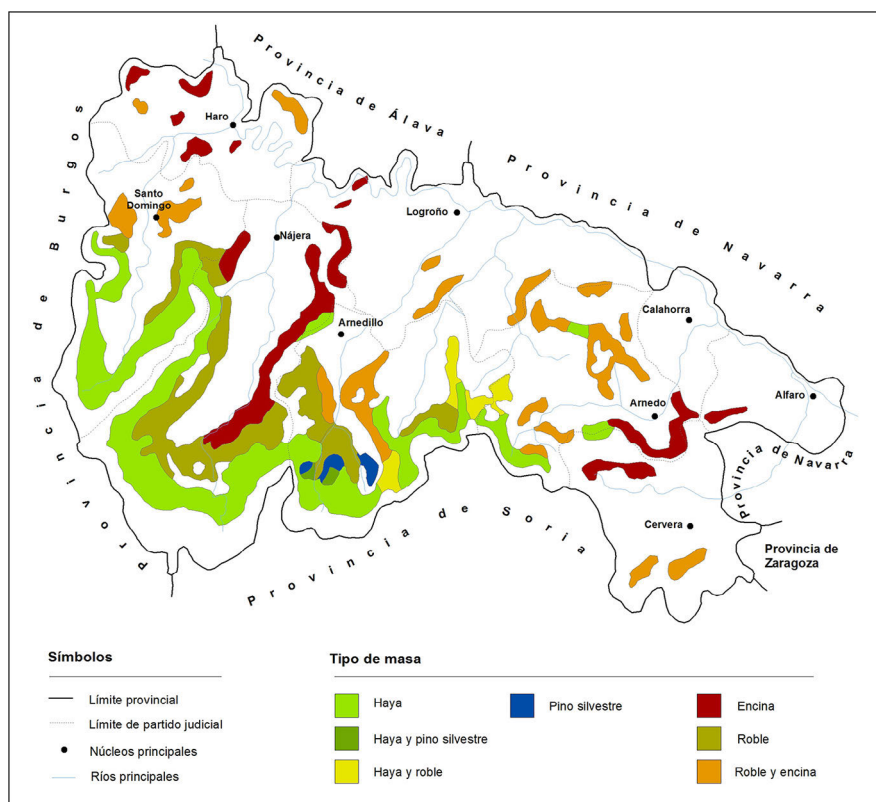 Provincia de Álava
Provincia de Burgos
Haro
Provincia de Navarra
Santo
Domingo
Logroño
Nájera
Calahorra
Arnedillo
Alfaro
Arnedo
Provincia de Navarra
Provincia de Soria
Cervera
Provincia de
Zaragoza
Símbolos
Límite provincial
Límite de partido judicial
Núcleos principales
Ríos principales
Tipo de masa
Haya
Pino silvestre
Encina
Haya y pino silvestre
Roble
Haya y roble
Roble y encina